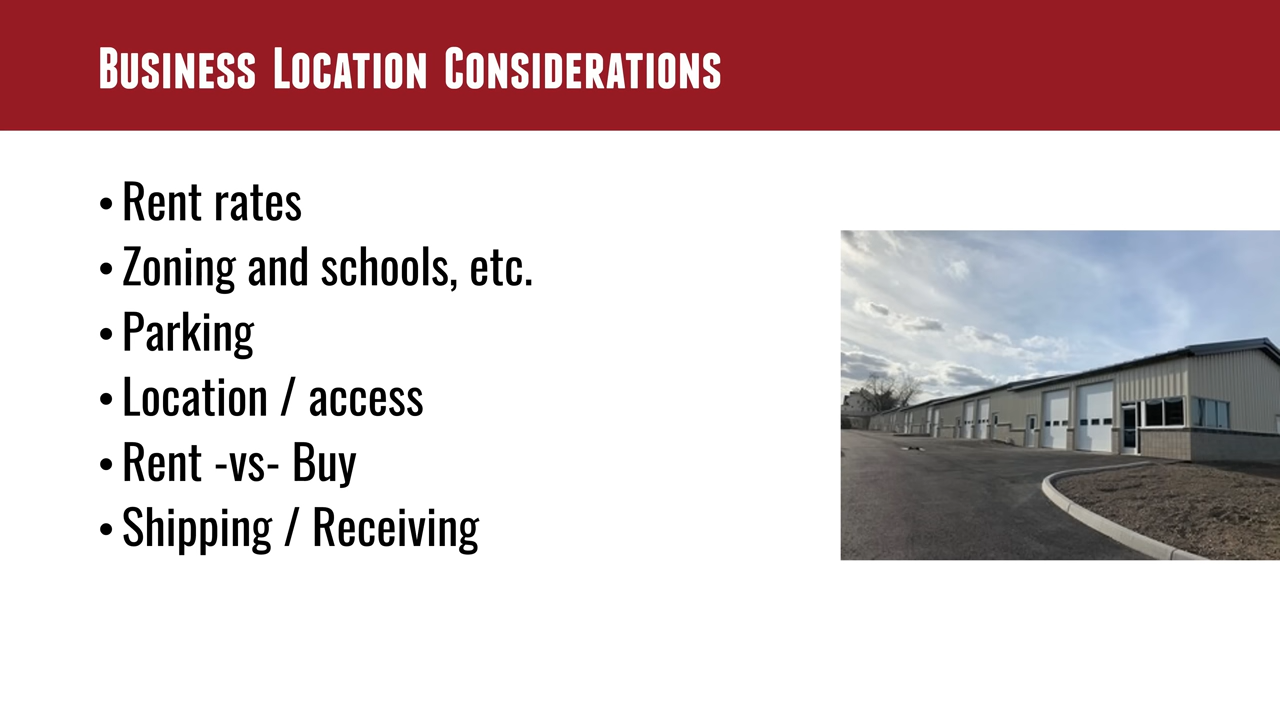 Business Location Considerations
• Rent rates
• Zoning and schools, etc.
• Parking
• Location / access
• Rent -vs- Buy
• Shipping / Receiving